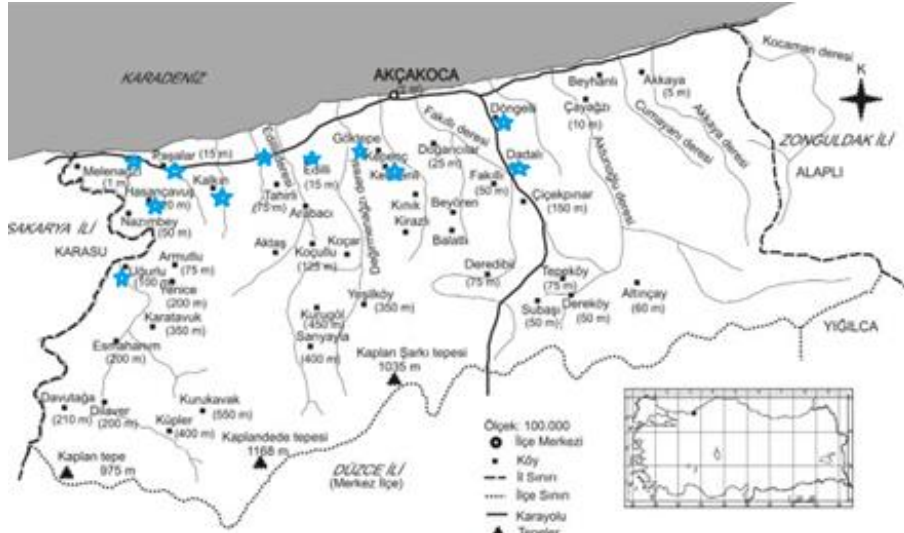 Kocaman deresi
K
KARADENİZ
AKÇAKOCA
Beyhanlı
Akkaya
(5 m)
Döngelli
Çayağzı
(10 m)
Cumayanı deresi
Akkaya deresi
ZONGULDAK İLİ
ALAPLI
Göktepe
Fakıllı deresi
Doğancılar
(25 m)
Melenağzı
(1 m)
Paşalar
(15 m)
Edilli
(15 m)
Dadalı
Fakıllı
(50 m)
Hasançavuş
Kalkın
Tahirli
(75 m)
Arabacı
Değirmenağzı deresi
Kınık
Kirazlı
Beyören
Balatlı
Çiçekpınar
(150 m)
SAKARYA İLİ
KARASU
Nazımbey
(50 m)
Aktaş
Koçar
Koçullu
(125 m)
Armutlu
(75 m)
Uğurlu
(100 m)
Yenice
(200 m)
Deredibi
(75 m)
Tepeköy
(75 m)
Subaşı
(50 m)
Dereköy
(50 m)
Altınçay
(60 m)
Karatavuk
(350 m)
Kurugöl
(450 m)
Yeşilköy
(350 m)
Sarıyayla
(400 m)
Esmahanım
(200 m)
YIĞILCA
Kaplan Şarkı tepesi
1035 m
Davutağa
(210 m)
Dilaver
(200 m)
Kurukavak
(550 m)
Küpler
(400 m)
Kaplandede tepesi
1168 m
Kaplan tepe
975 m
DÜZCE İLİ
(Merkez İlçe)
Ölçek: 100.000
İlçe Merkezi
Köy
İl Sınırı
İlçe Sınırı
Karayolu
Tepeler